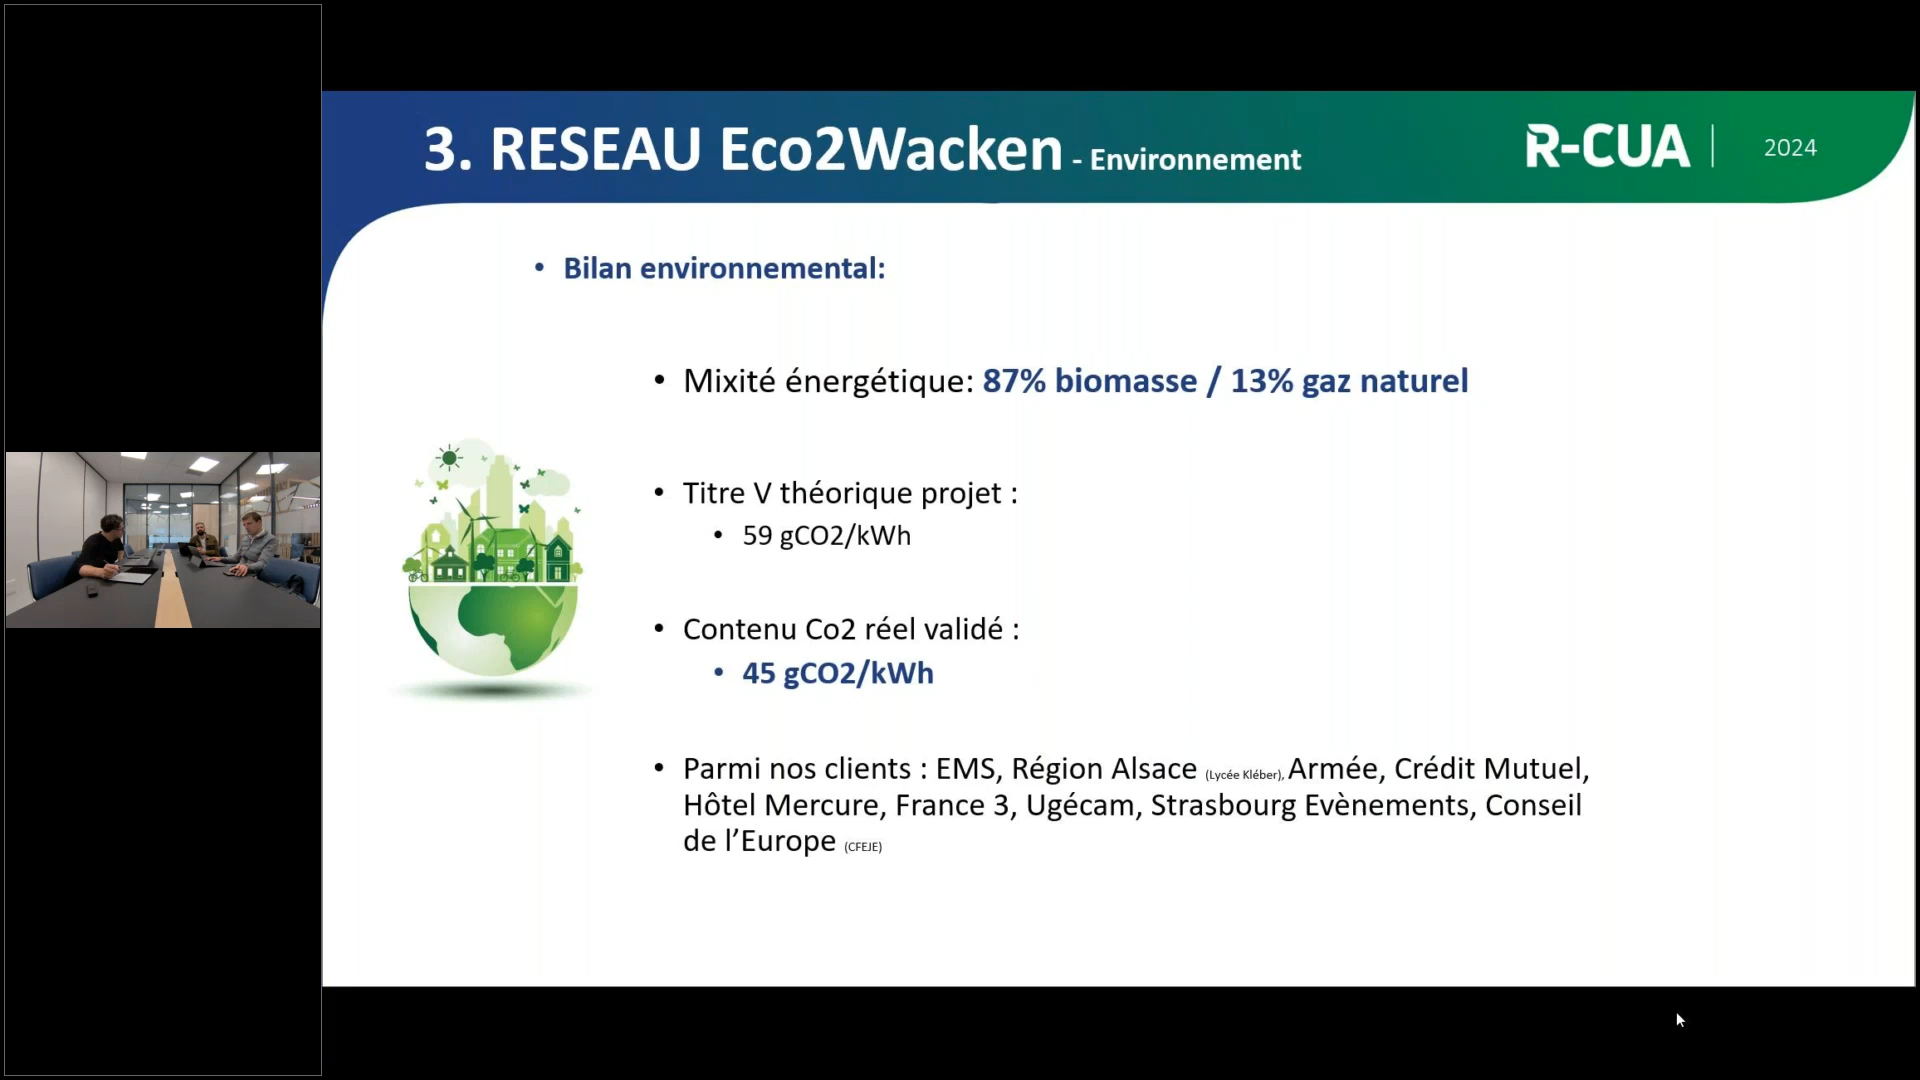 3. RESEAU Eco2Wacken - Environnement
R-CUA
2024
• Bilan environnemental:
• Mixité énergétique: 87% biomasse / 13% gaz naturel
• Titre V théorique projet :
• 59 gCO2/kWh
• Contenu Co2 réel validé :
• 45 gCO2/kWh
• Parmi nos clients : EMS, Région Alsace (Lycée Kléber), Armée, Crédit Mutuel,
Hôtel Mercure, France 3, Ugécam, Strasbourg Evènements, Conseil
de l’Europe (CFEJE)